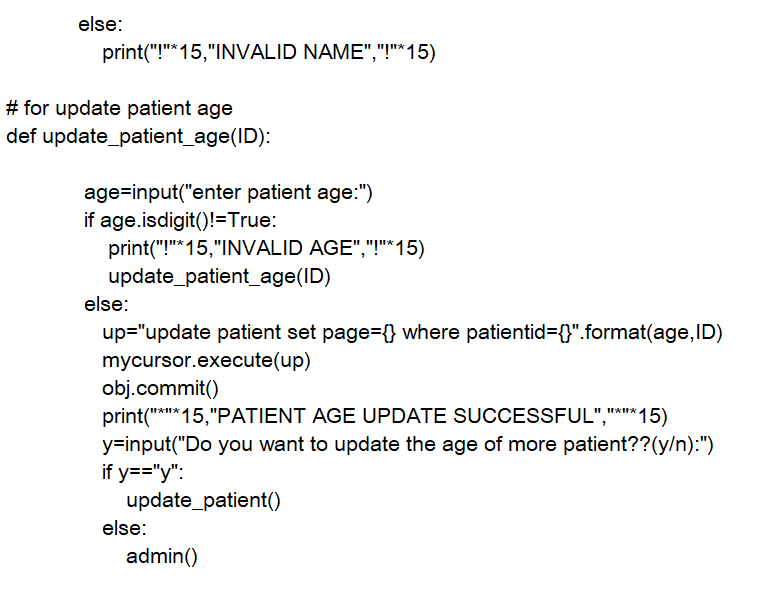 else:
print("!"*15,"INVALID NAME","!"*15)
# for update patient age
def update_patient_age(ID):
age=input("enter patient age:")
if age.isdigit()!=True:
print("!"*15,"INVALID AGE","!"*15)
update_patient_age(ID)
else:
up="update patient set page={} where patientid={}".format(age,ID)
mycursor.execute(up)
obj.commit()
print("*"*15,"PATIENT AGE UPDATE SUCCESSFUL","*"*15)
y=input("Do you want to update the age of more patient??(y/n):")
if y=="y":
update_patient()
else:
admin()